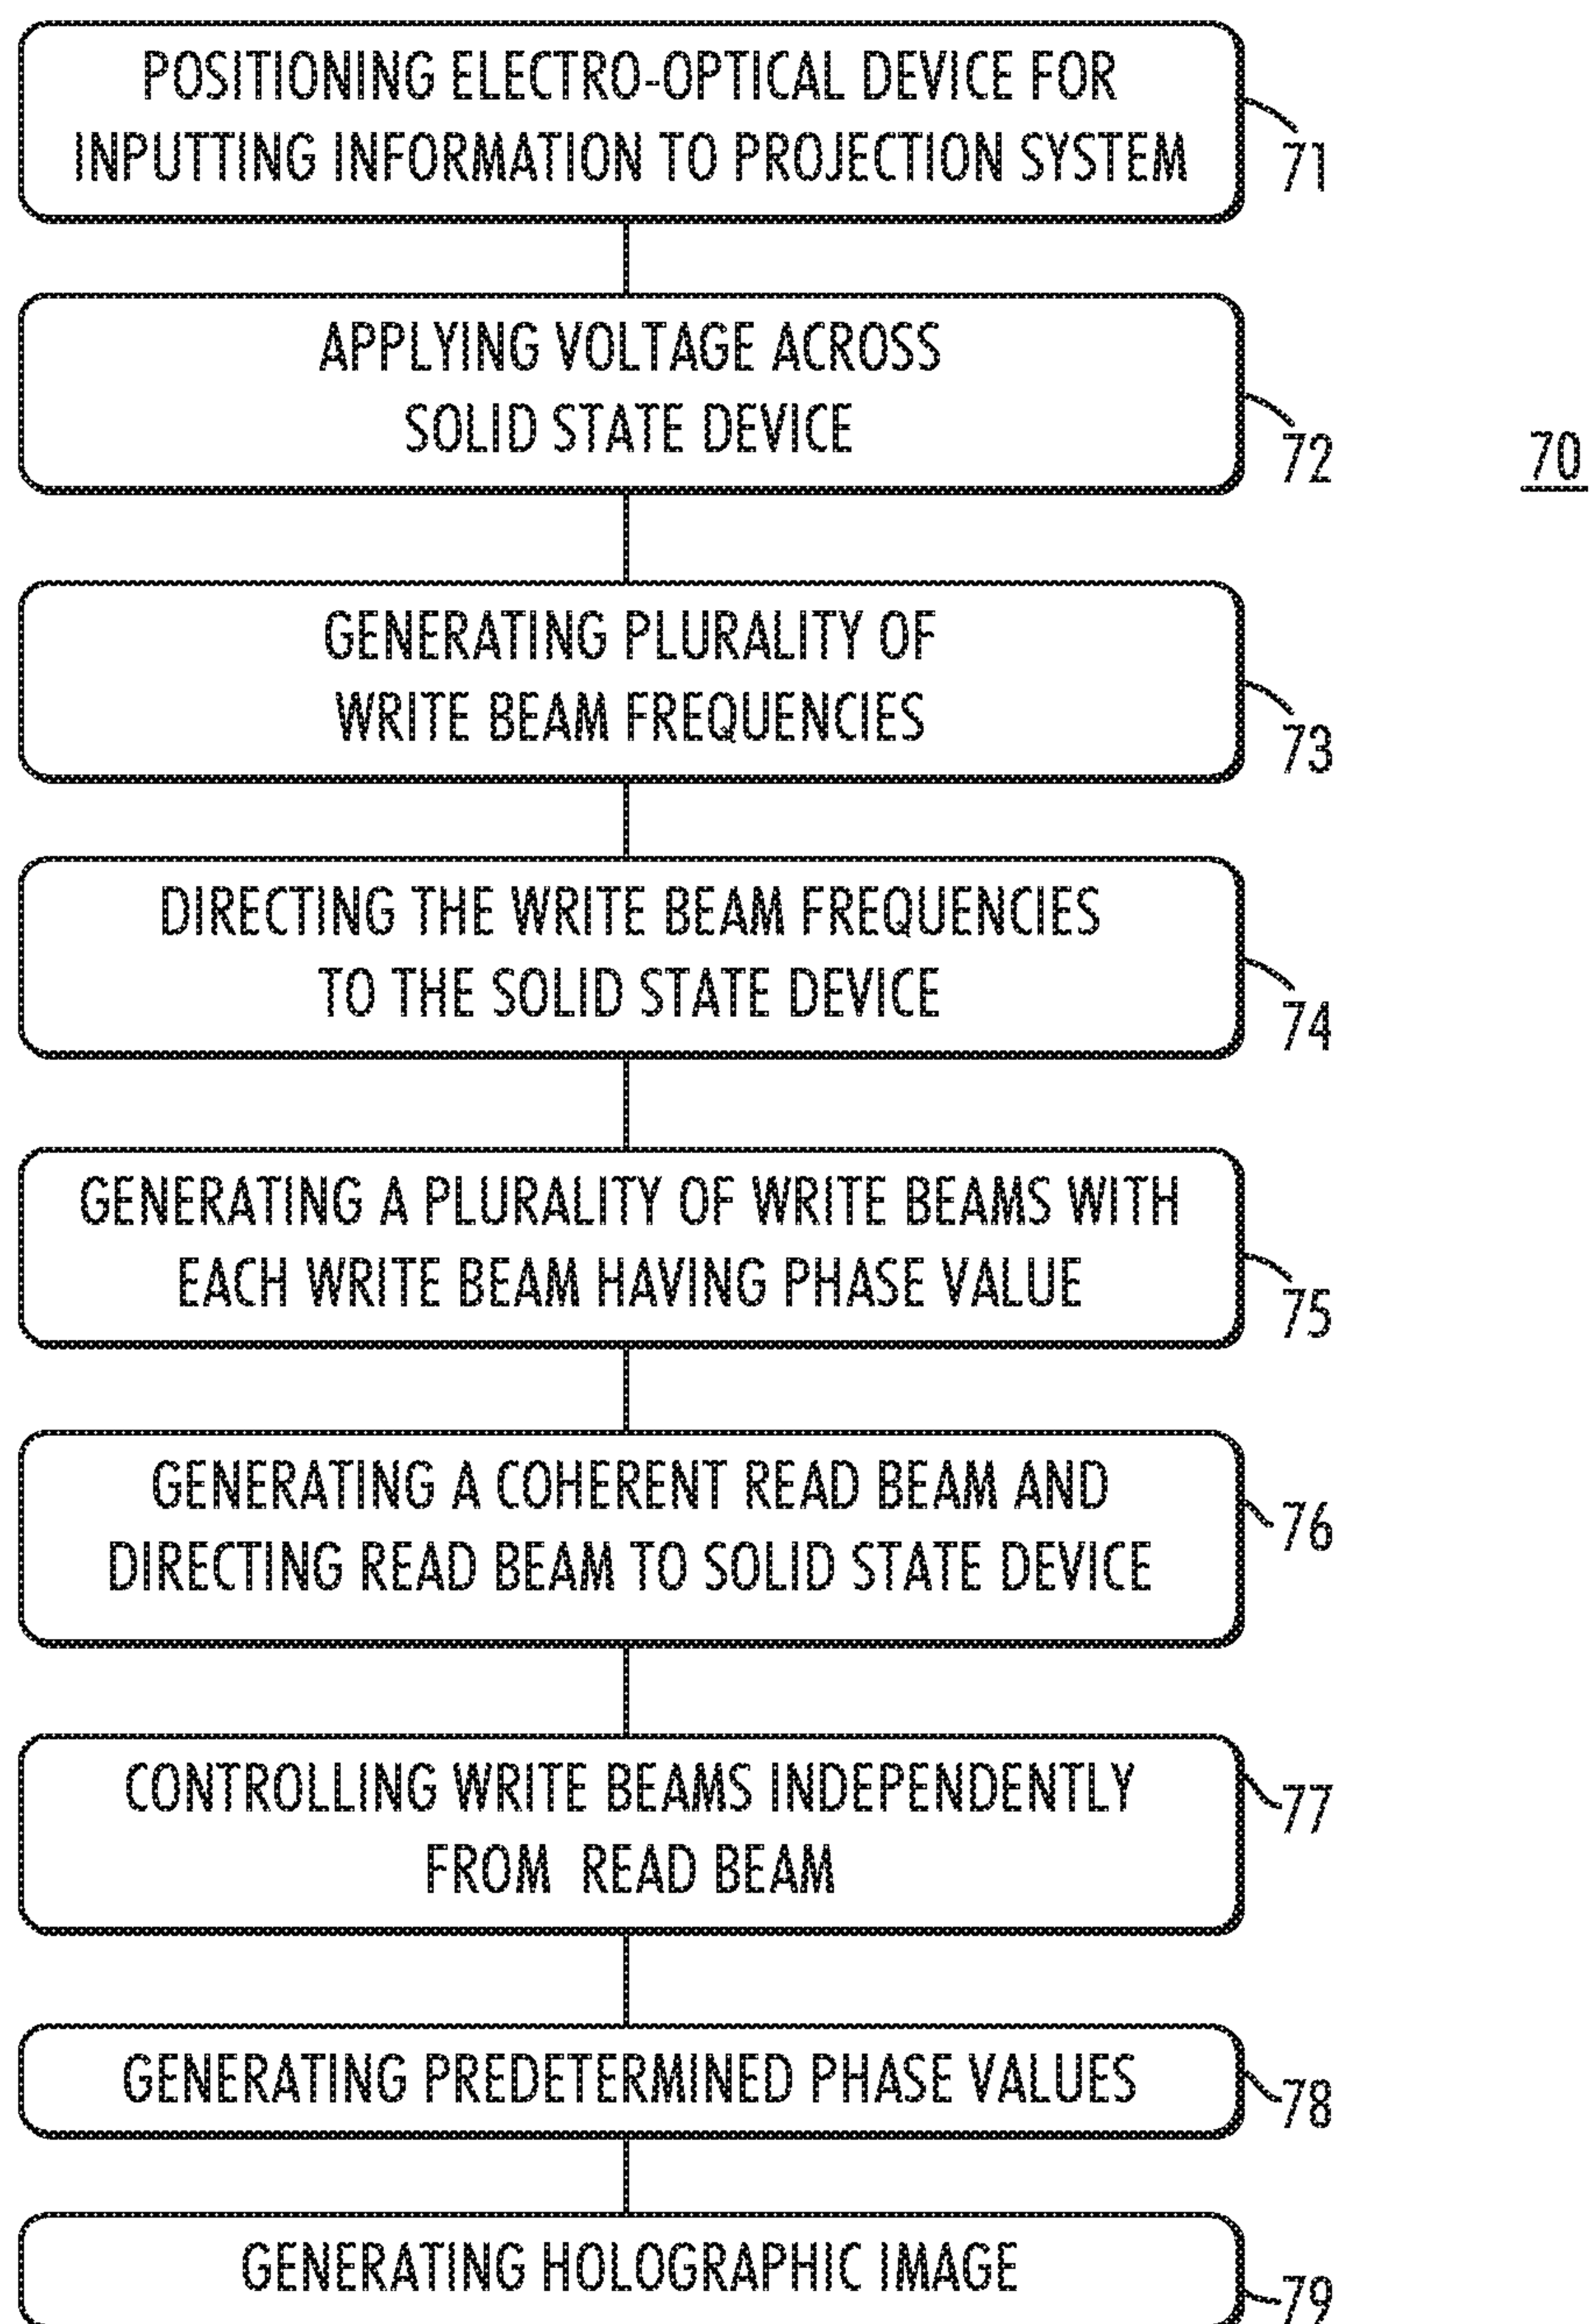 POSITIONING ELECTRO-OPTICAL DEVICE FOR
INPUTTING INFORMATION TO PROJECTION SYSTEM
71
APPLYING VOLTAGE ACROSS
SOLID STATE DEVICE
72
70
GENERATING PLURALITY OF
WRITE BEAM FREQUENCIES
73
DIRECTING THE WRITE BEAM FREQUENCIES
TO THE SOLID STATE DEVICE
74
GENERATING A PLURALITY OF WRITE BEAMS WITH
EACH WRITE BEAM HAVING PHASE VALUE
75
GENERATING A COHERENT READ BEAM AND
DIRECTING READ BEAM TO SOLID STATE DEVICE
76
CONTROLLING WRITE BEAMS INDEPENDENTLY
FROM READ BEAM
77
GENERATING PREDETERMINED PHASE VALUES
78
GENERATING HOLOGRAPHIC IMAGE
79